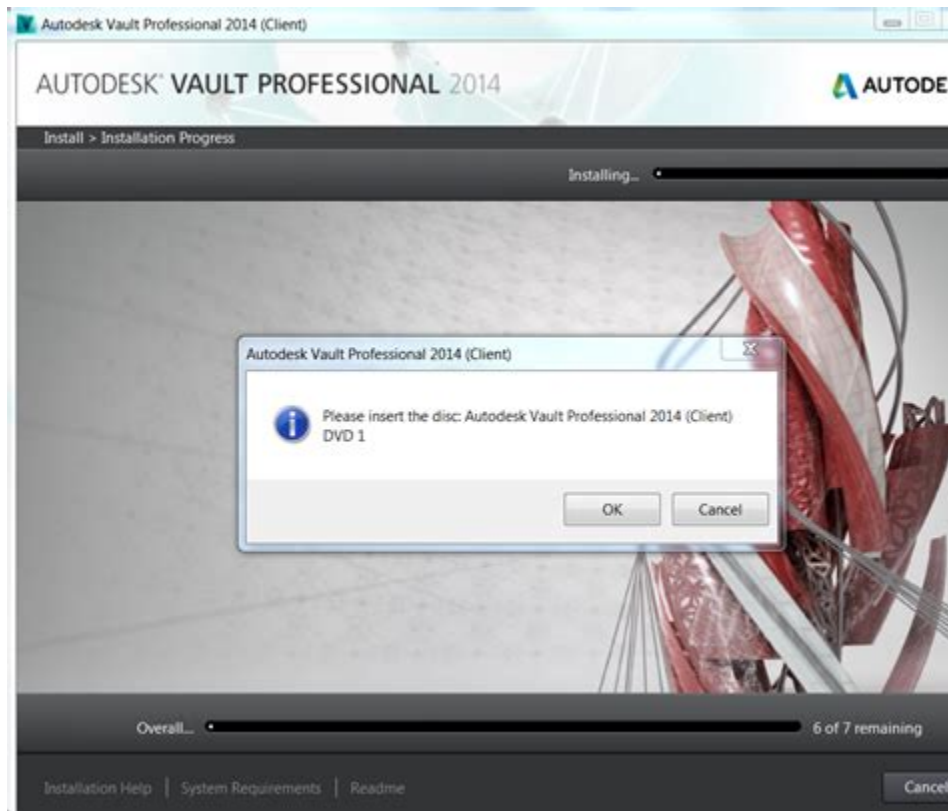 Autodesk Vault Professional 2014 (Client)
AUTODESK® VAULT PROFESSIONAL 2014
AUTODE
Install > Installation Progress
Installing...
Autodesk Vault Professional 2014 (Client)
Please insert the disc: Autodesk Vault Professional 2014 (Client)
DVD 1
OK
Cancel
Overall...
6 of 7 remaining
Installation Help | System Requirements | Readme
Cancel